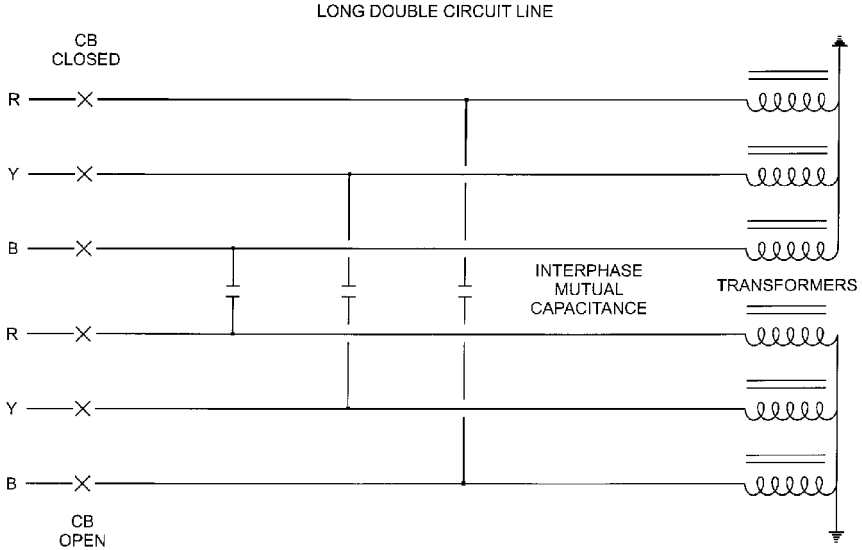 LONG DOUBLE CIRCUIT LINE
CB
CLOSED
R
Y
B
INTERPHASE
MUTUAL
CAPACITANCE
TRANSFORMERS
R
Y
B
CB
OPEN